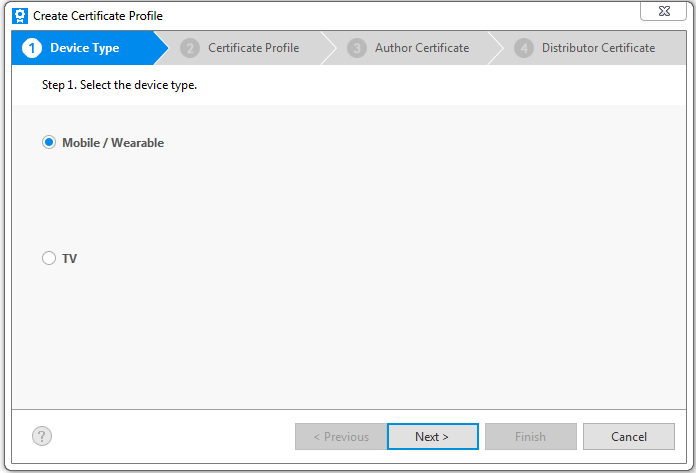 Create Certificate Profile
1 Device Type 2 Certificate Profile 3 Author Certificate 4 Distributor Certificate
Step 1. Select the device type.
Mobile / Wearable
TV
? < Previous Next > Finish Cancel